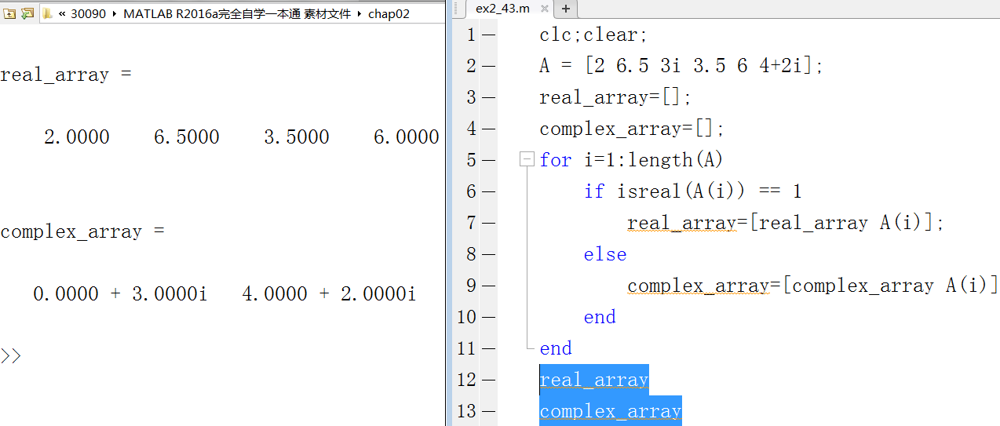 « 30090 MATLAB R2016a完全自学一本通 素材文件 chap02
real_array =
2.0000 6.5000 3.5000 6.0000
complex_array =
0.0000 + 3.0000i 4.0000 + 2.0000i
>>
ex2_43.m × +
1 — clc;clear;
2 — A = [2 6.5 3i 3.5 6 4+2i];
3 — real_array=[];
4 — complex_array=[];
5 — for i=1:length(A)
6 — if isreal(A(i)) == 1
7 — real_array=[real_array A(i)];
8 — else
9 — complex_array=[complex_array A(i)]
10 — end
11 — end
12 — real_array
13 — complex_array